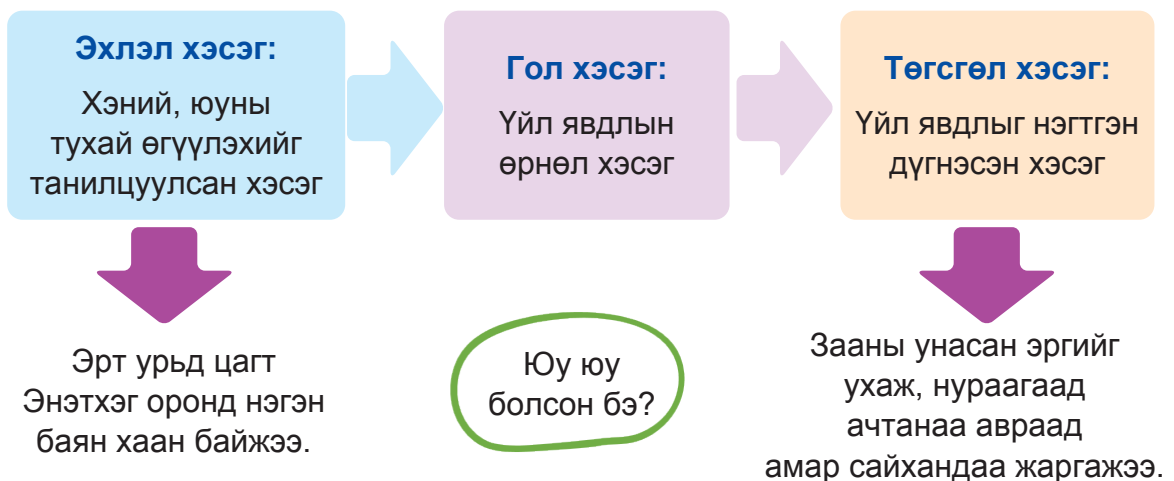 Эхлэл хэсэг:
Хэний, юуны
тухай өгүүлэхийг
танилцуулсан хэсэг
Гол хэсэг:
Үйл явдлын
өрнөл хэсэг
Төгсгөл хэсэг:
Үйл явдлыг нэгтгэн
дүгнэсэн хэсэг
Эрт урьд цагт
Энэтхэг оронд нэгэн
баян хаан байжээ.
Юу юу
болсон бэ?
Зааны унасан эргийг
ухаж, нураагаад
ачтанаа авраад
амар сайхандаа жаргажээ.